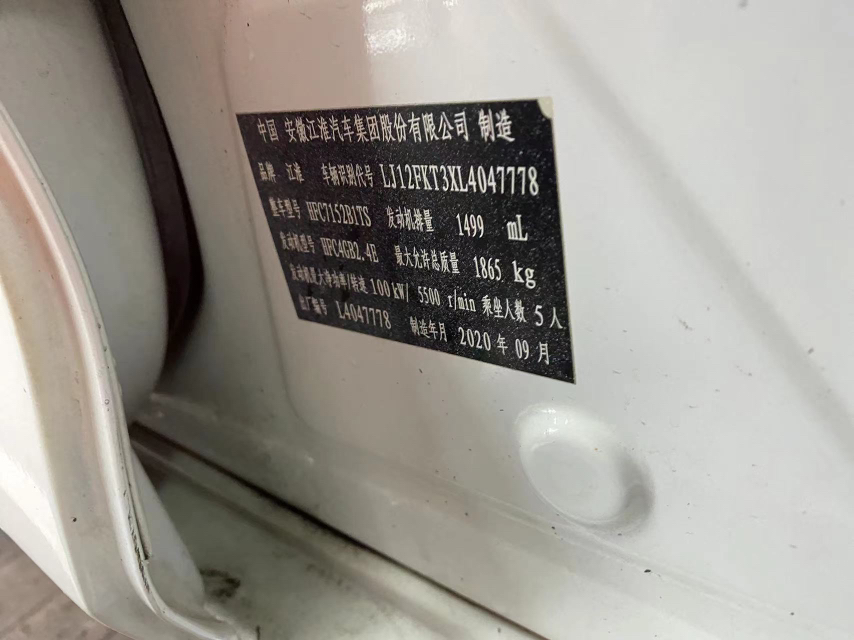 中国 安徽江淮汽车集团股份有限公司 制造
品牌 江淮 车辆识别代号 LJ12FKT3XL4047778
整车型号 HFC7152B1TS 发动机排量 1499 mL
发动机型号 HFC4GB2.4E 最大允许总质量 1865 kg
发动机最大净功率/转速 100 kW/ 5500 r/min 乘坐人数 5 人
出厂编号 L4047778 制造年月 2020 年 09 月